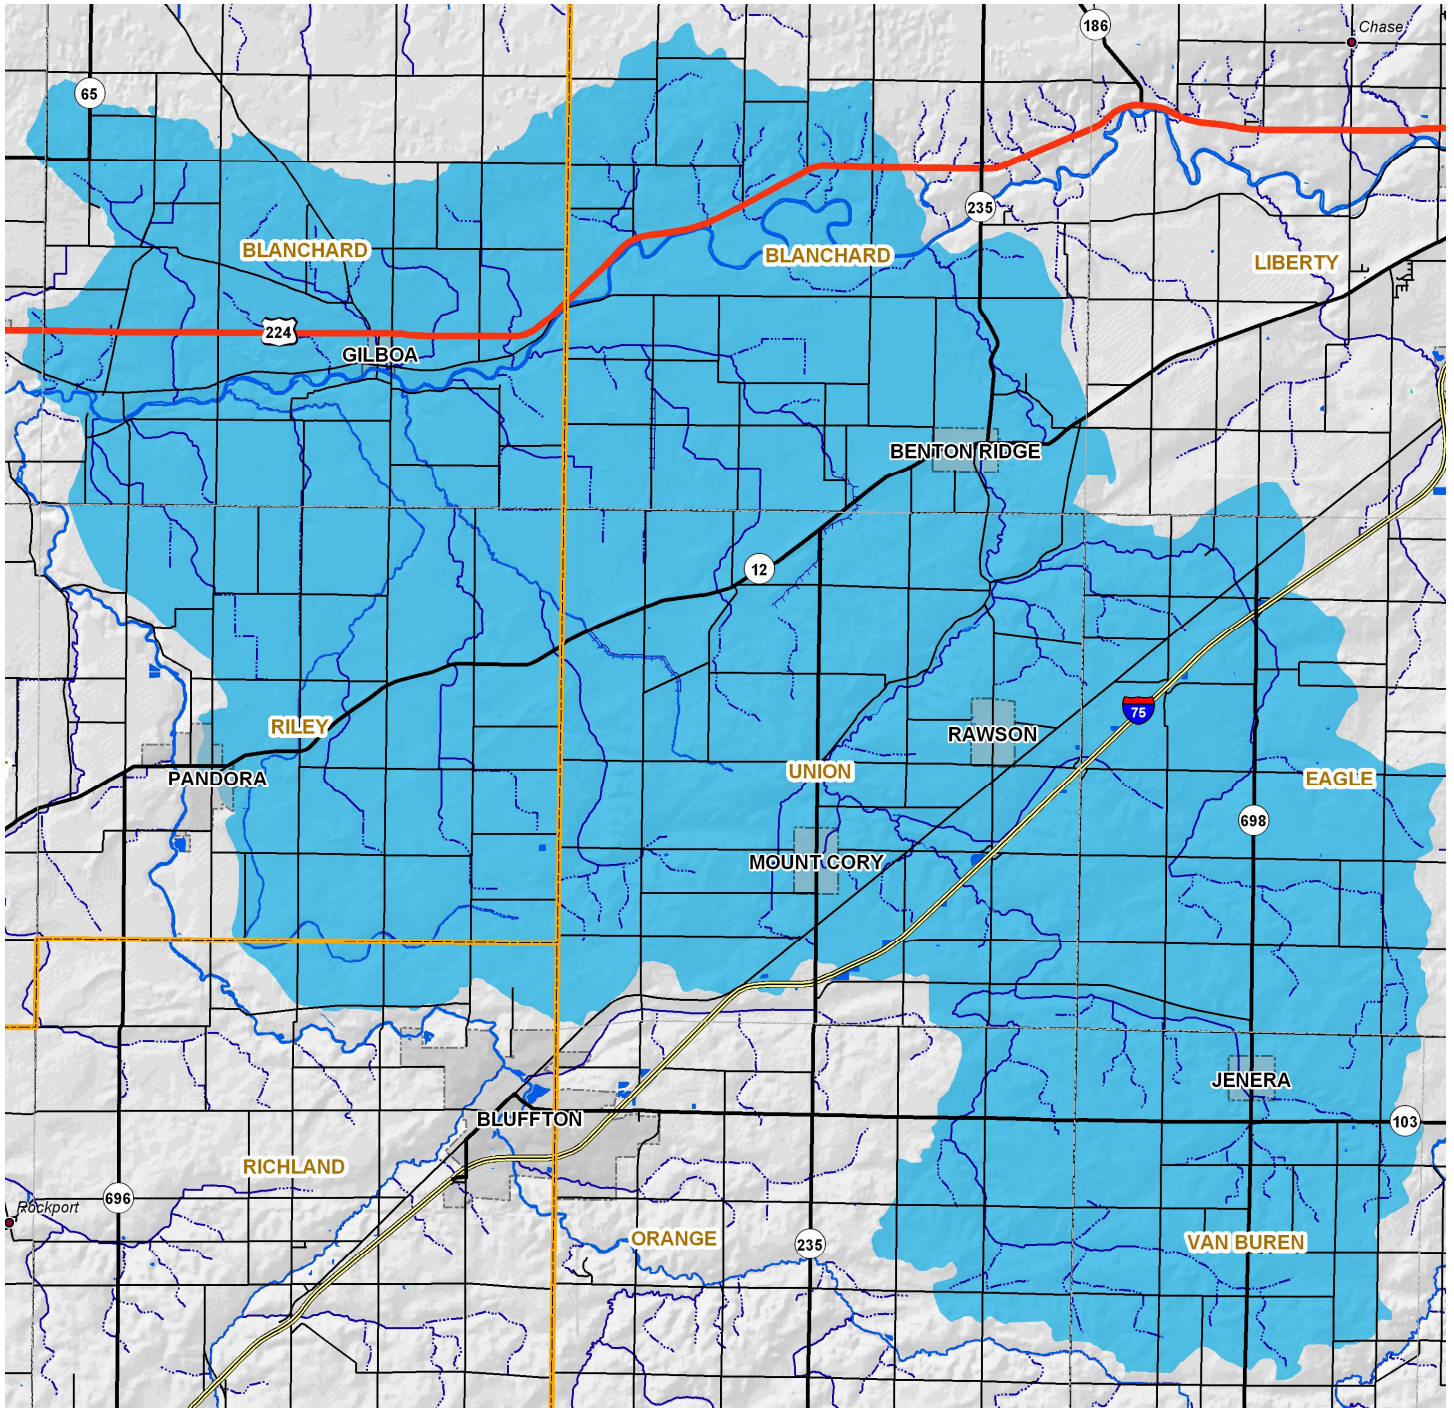 186
Chase
65
235
BLANCHARD
BLANCHARD
LIBERTY
224
GILBOA
BENTON RIDGE
12
75
RILEY
RAWSON
PANDORA
UNION
EAGLE
698
MOUNT CORY
JENERA
BLUFFTON
103
RICHLAND
696
Rockport
ORANGE
235
VAN BUREN